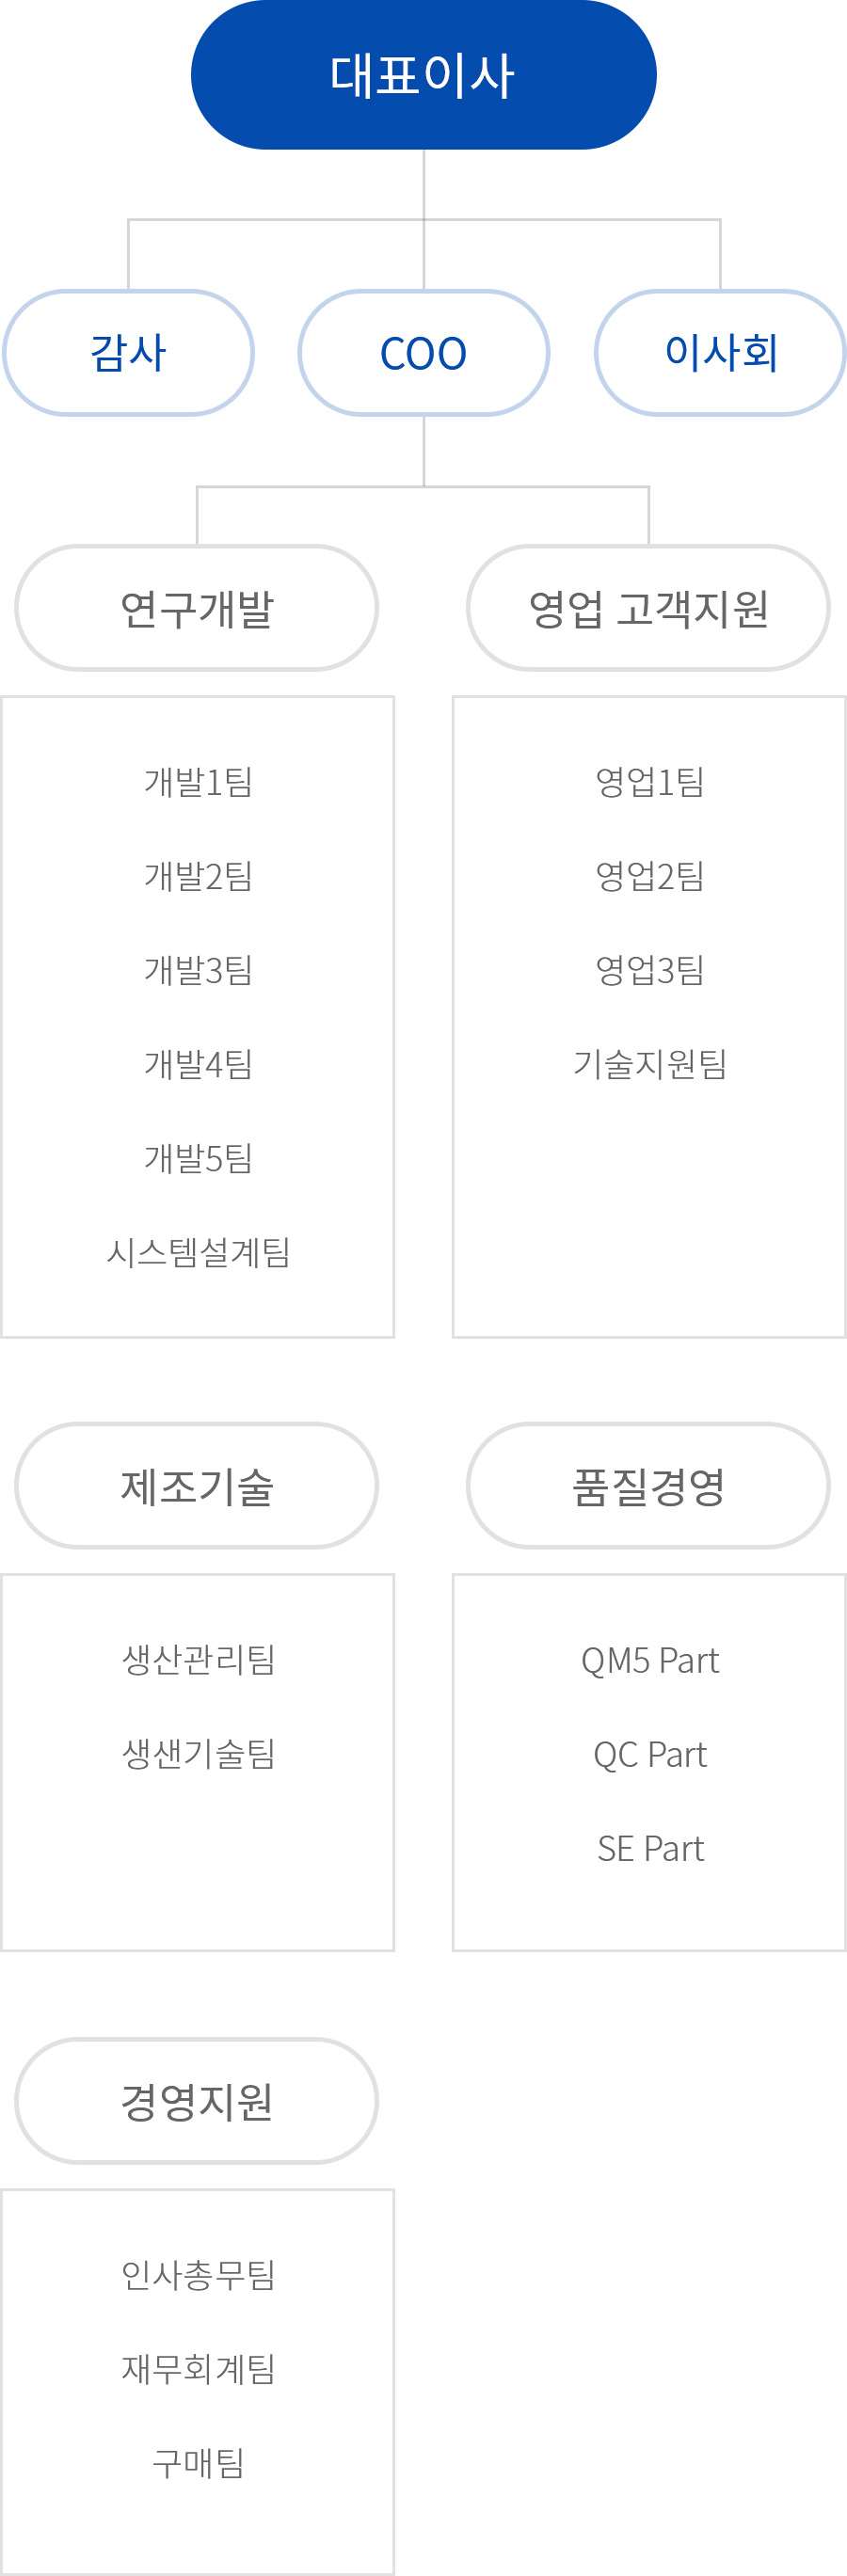 대표이사
감사
COO
이사회
연구개발
개발1팀
개발2팀
개발3팀
개발4팀
개발5팀
시스템설계팀
영업 고객지원
영업1팀
영업2팀
영업3팀
기술지원팀
제조기술
생산관리팀
생샌기술팀
품질경영
QM5 Part
QC Part
SE Part
경영지원
인사총무팀
재무회계팀
구매팀